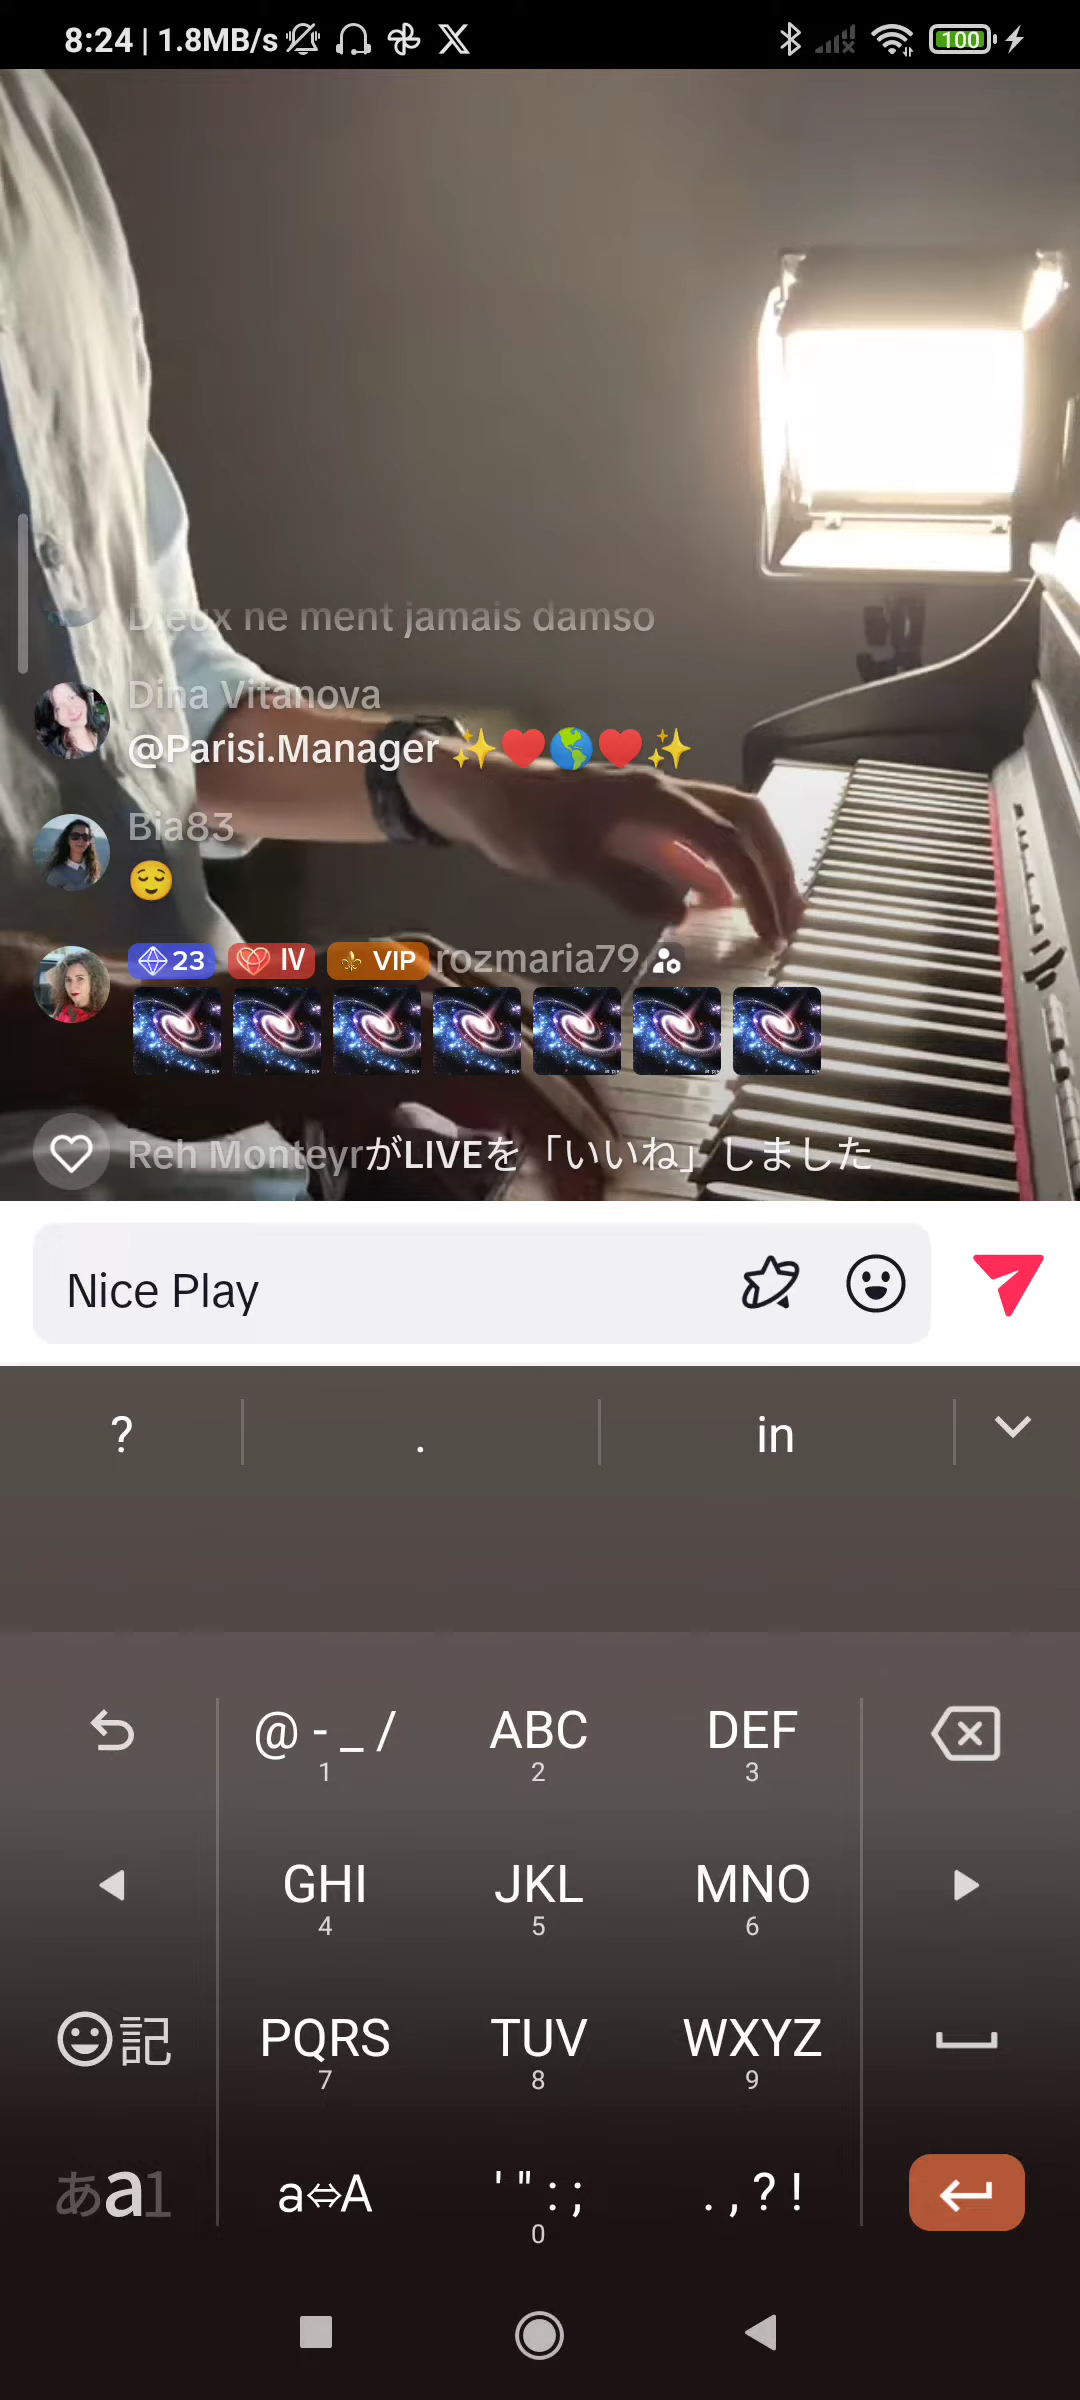 8:24 | 1.8MB/s
100
Dieux ne ment jamais damso
Dina Vitanova
@Parisi.Manager ✨❤️🌎❤️✨
Bia83
😌
23 IV VIP rozmaria79
Reh MonteyrがLIVEを「いいね」しました
Nice Play
? . in
@ - _ / ABC DEF
1 2 3
GHI JKL MNO
4 5 6
記 PQRS TUV WXYZ
7 8 9
あa1 a⇔A ' " : ; . , ? !
0